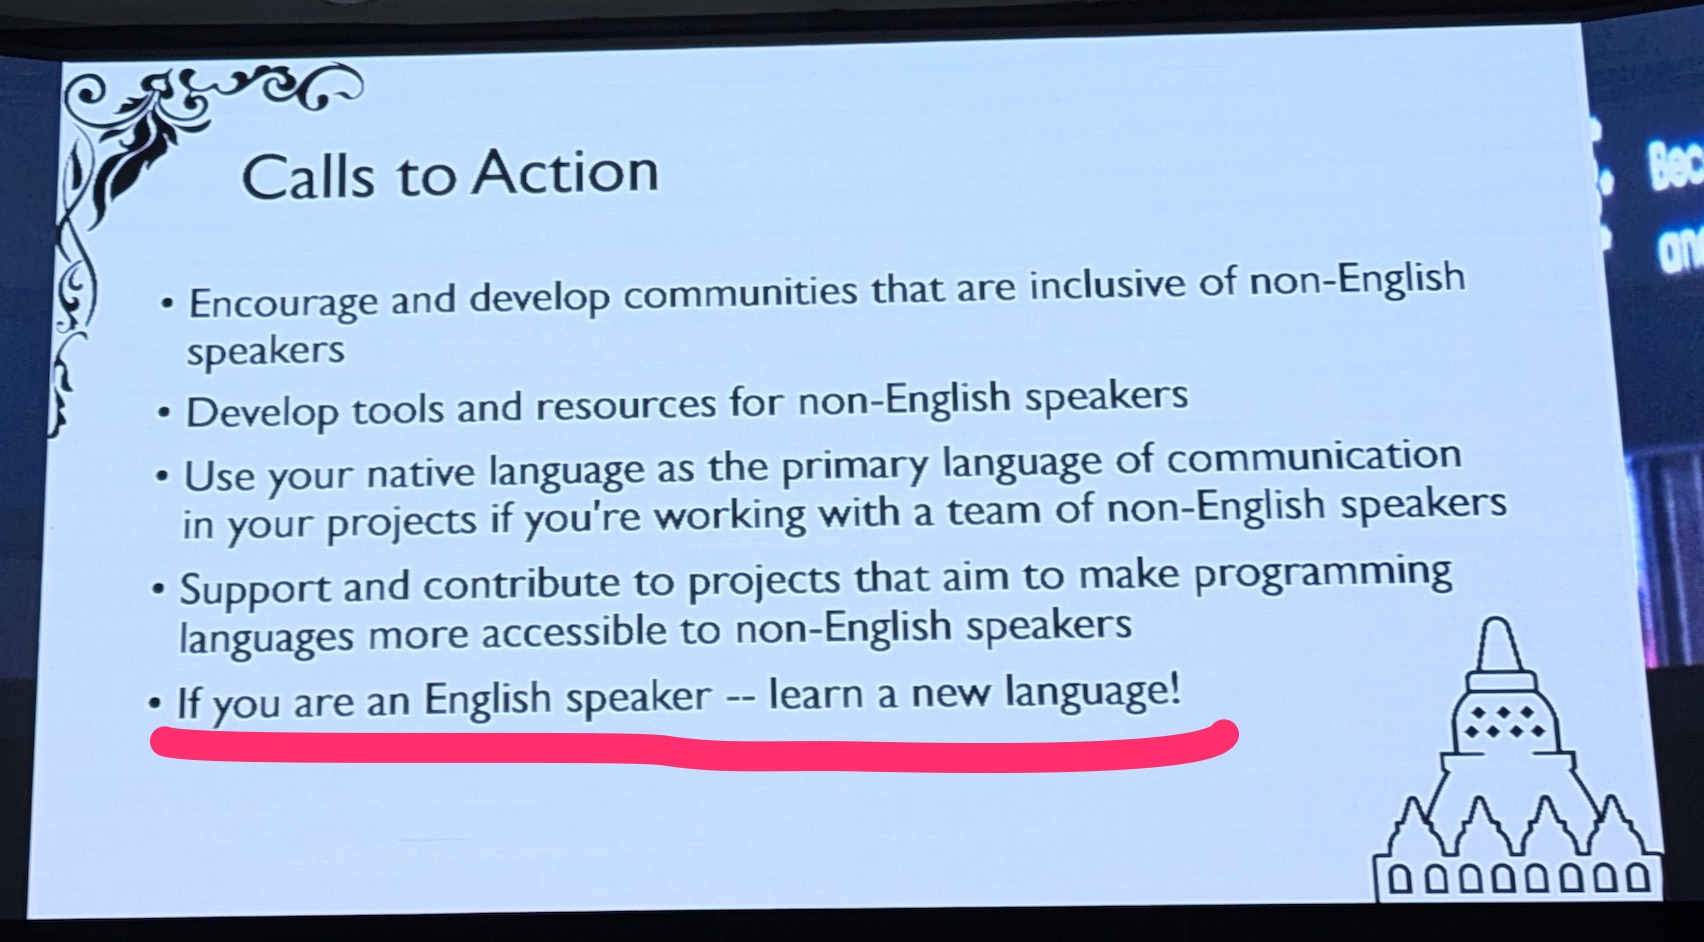 Calls to Action
• Encourage and develop communities that are inclusive of non-English
speakers
• Develop tools and resources for non-English speakers
• Use your native language as the primary language of communication
in your projects if you're working with a team of non-English speakers
• Support and contribute to projects that aim to make programming
languages more accessible to non-English speakers
• If you are an English speaker -- learn a new language!